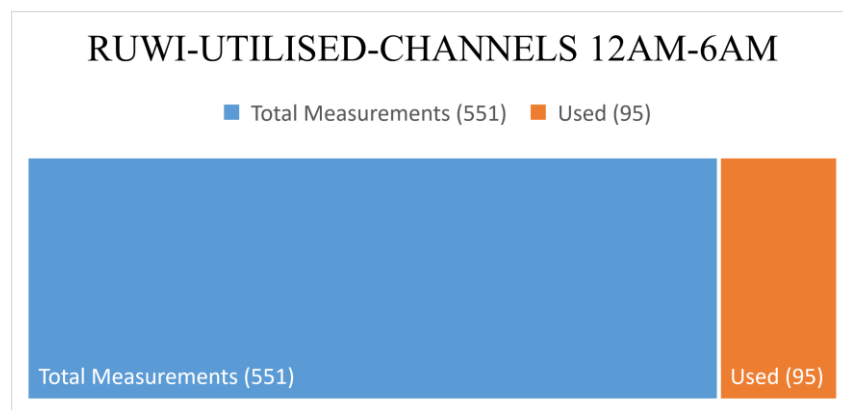 RUWI-UTILISED-CHANNELS 12AM-6AM
Total Measurements (551) Used (95)
Total Measurements (551) Used (95)